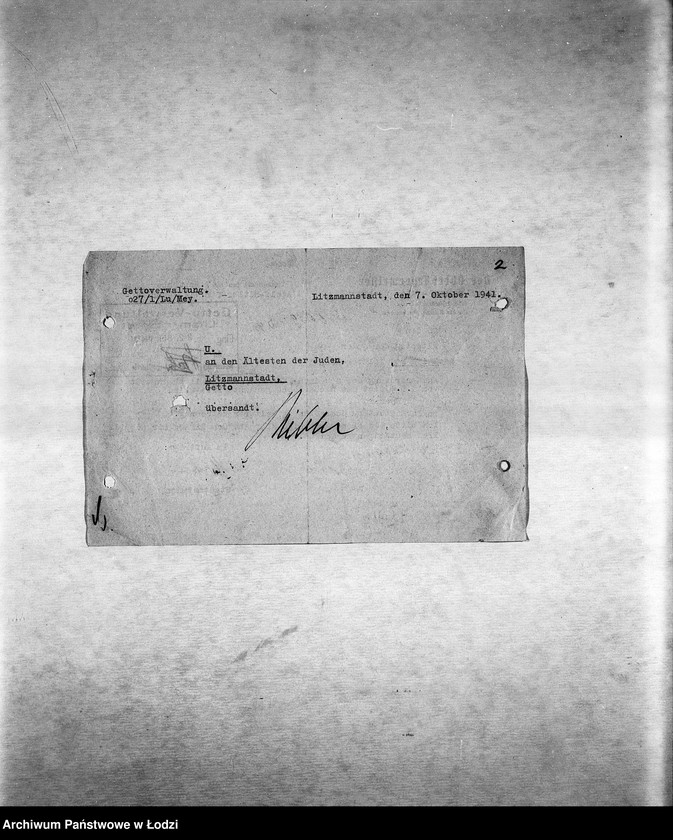 2
Gettoverwaltung.
027/1/Lu/Mey.
Litzmannstadt, den 7. Oktober 1941.
U.
an den Ältesten der Juden,
Litzmannstadt,
Getto
übersandt.
Archiwum Państwowe w Łodzi